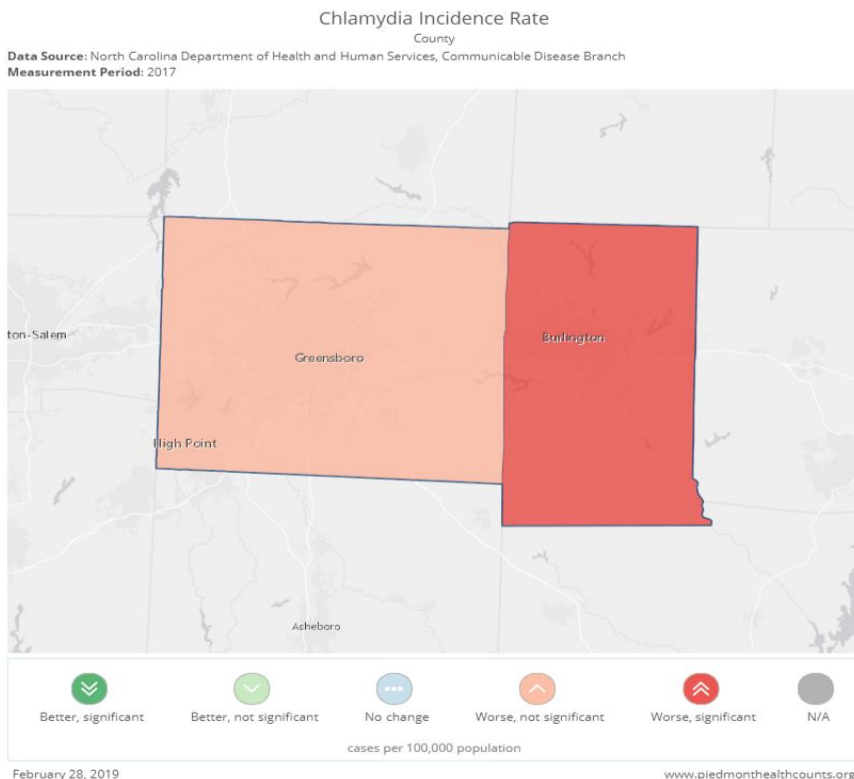 Chlamydia Incidence Rate
County
Data Source: North Carolina Department of Health and Human Services, Communicable Disease Branch
Measurement Period: 2017
ton-Salem
Greensboro
Burlington
High Point
Asheboro
Better, significant
Better, not significant
No change
Worse, not significant
Worse, significant
N/A
cases per 100,000 population
February 28, 2019
www.piedmonthealthcounts.org